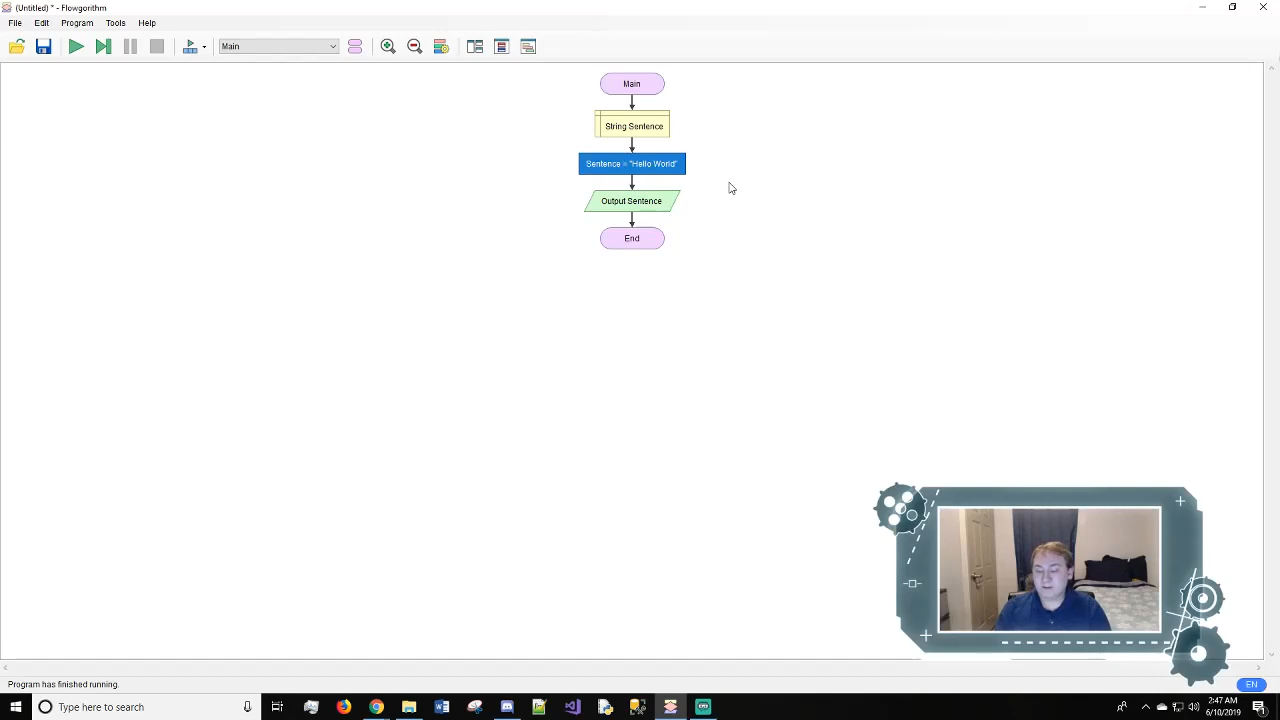 (Untitled) * - Flowgorithm
File Edit Program Tools Help
Main
Main
String Sentence
Sentence = "Hello World"
Output Sentence
End
Program has finished running.
EN
Type here to search
2:47 AM
6/10/2019